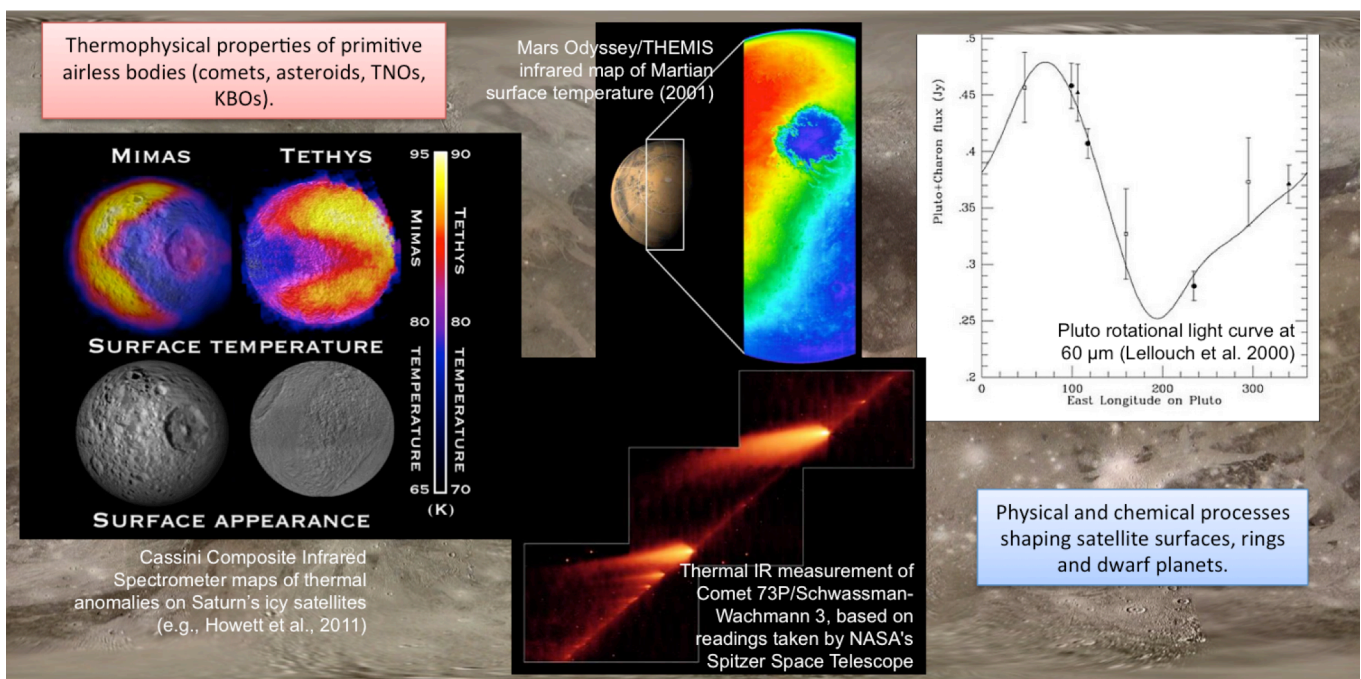 Thermophysical properties of primitive
airless bodies (comets, asteroids, TNOs,
KBOs).
MIMAS
TETHYS
95
90
MIMAS
TETHYS
80
80
TEMPERATURE
TEMPERATURE
65
70
(K)
SURFACE TEMPERATURE
SURFACE APPEARANCE
Cassini Composite Infrared
Spectrometer maps of thermal
anomalies on Saturn's icy satellites
(e.g., Howett et al., 2011)
Mars Odyssey/THEMIS
infrared map of Martian
surface temperature (2001)
Thermal IR measurement of
Comet 73P/Schwassman-
Wachmann 3, based on
readings taken by NASA's
Spitzer Space Telescope
.5
.45
.4
.35
.3
.25
.2
Pluto+Charon flux (Jy)
Pluto rotational light curve at
60 μm (Lellouch et al. 2000)
0
100
200
300
East Longitude on Pluto
Physical and chemical processes
shaping satellite surfaces, rings
and dwarf planets.